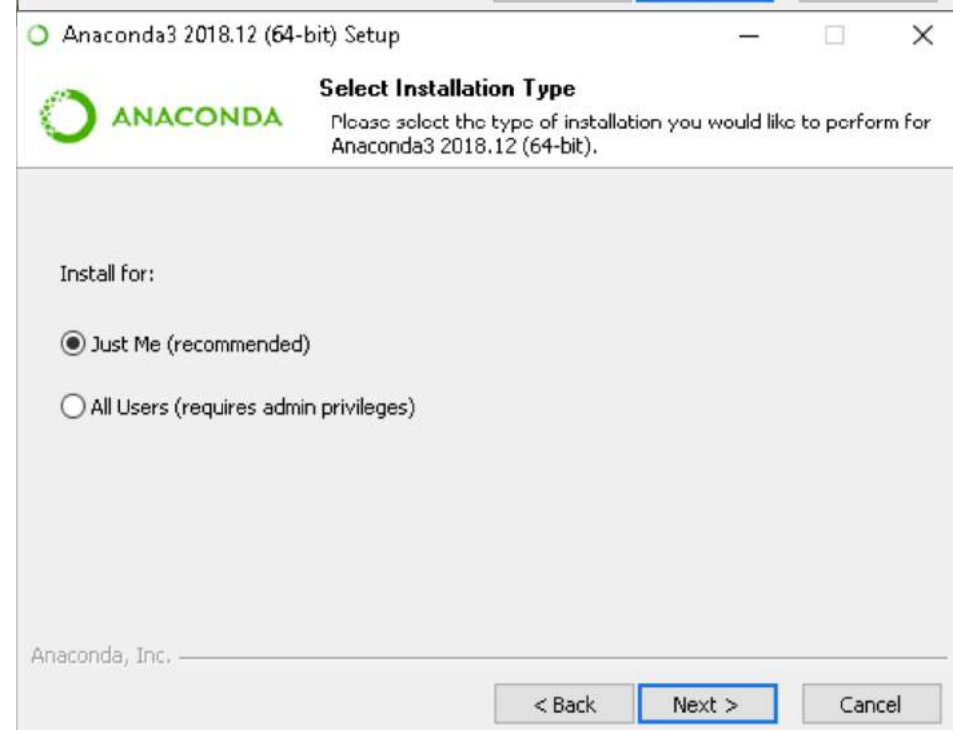 Anaconda3 2018.12 (64-bit) Setup
ANACONDA
Select Installation Type
Please select the type of installation you would like to perform for
Anaconda3 2018.12 (64-bit).
Install for:
Just Me (recommended)
All Users (requires admin privileges)
Anaconda, Inc.
< Back
Next >
Cancel